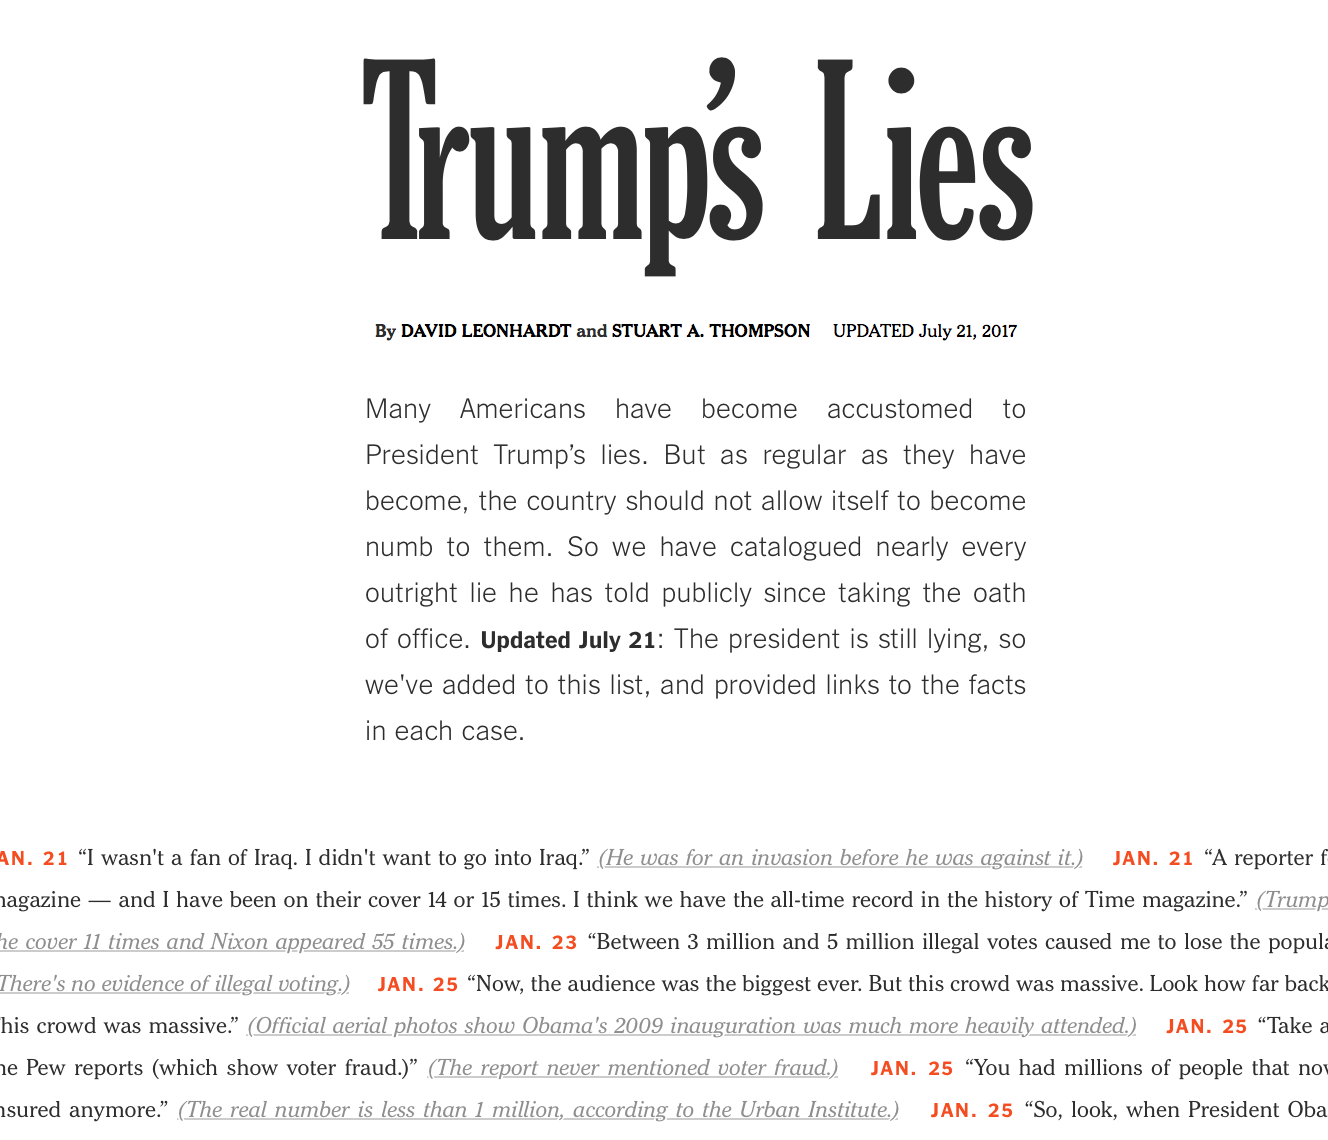 Trump’s Lies
By DAVID LEONHARDT and STUART A. THOMPSON UPDATED July 21, 2017
Many Americans have become accustomed to
President Trump’s lies. But as regular as they have
become, the country should not allow itself to become
numb to them. So we have catalogued nearly every
outright lie he has told publicly since taking the oath
of office. Updated July 21: The president is still lying, so
we've added to this list, and provided links to the facts
in each case.
AN. 21 “I wasn't a fan of Iraq. I didn't want to go into Iraq.” (He was for an invasion before he was against it.) JAN. 21 “A reporter
magazine — and I have been on their cover 14 or 15 times. I think we have the all-time record in the history of Time magazine.” (Trump
he cover 11 times and Nixon appeared 55 times.) JAN. 23 “Between 3 million and 5 million illegal votes caused me to lose the popula
There's no evidence of illegal voting.) JAN. 25 “Now, the audience was the biggest ever. But this crowd was massive. Look how far back
his crowd was massive.” (Official aerial photos show Obama's 2009 inauguration was much more heavily attended.) JAN. 25 “Take a
he Pew reports (which show voter fraud.)” (The report never mentioned voter fraud.) JAN. 25 “You had millions of people that now
nsured anymore.” (The real number is less than 1 million, according to the Urban Institute.) JAN. 25 “So, look, when President Oba